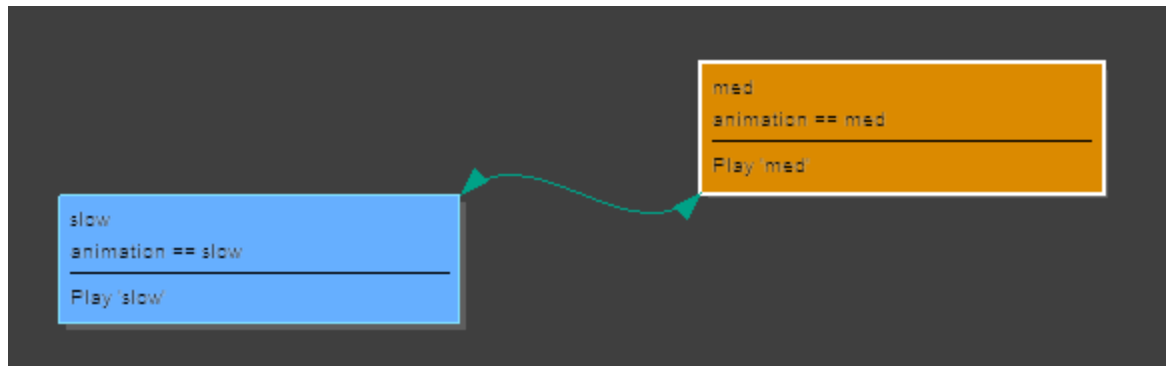 med
animation == med
Play 'med'
slow
animation == slow
Play 'slow'